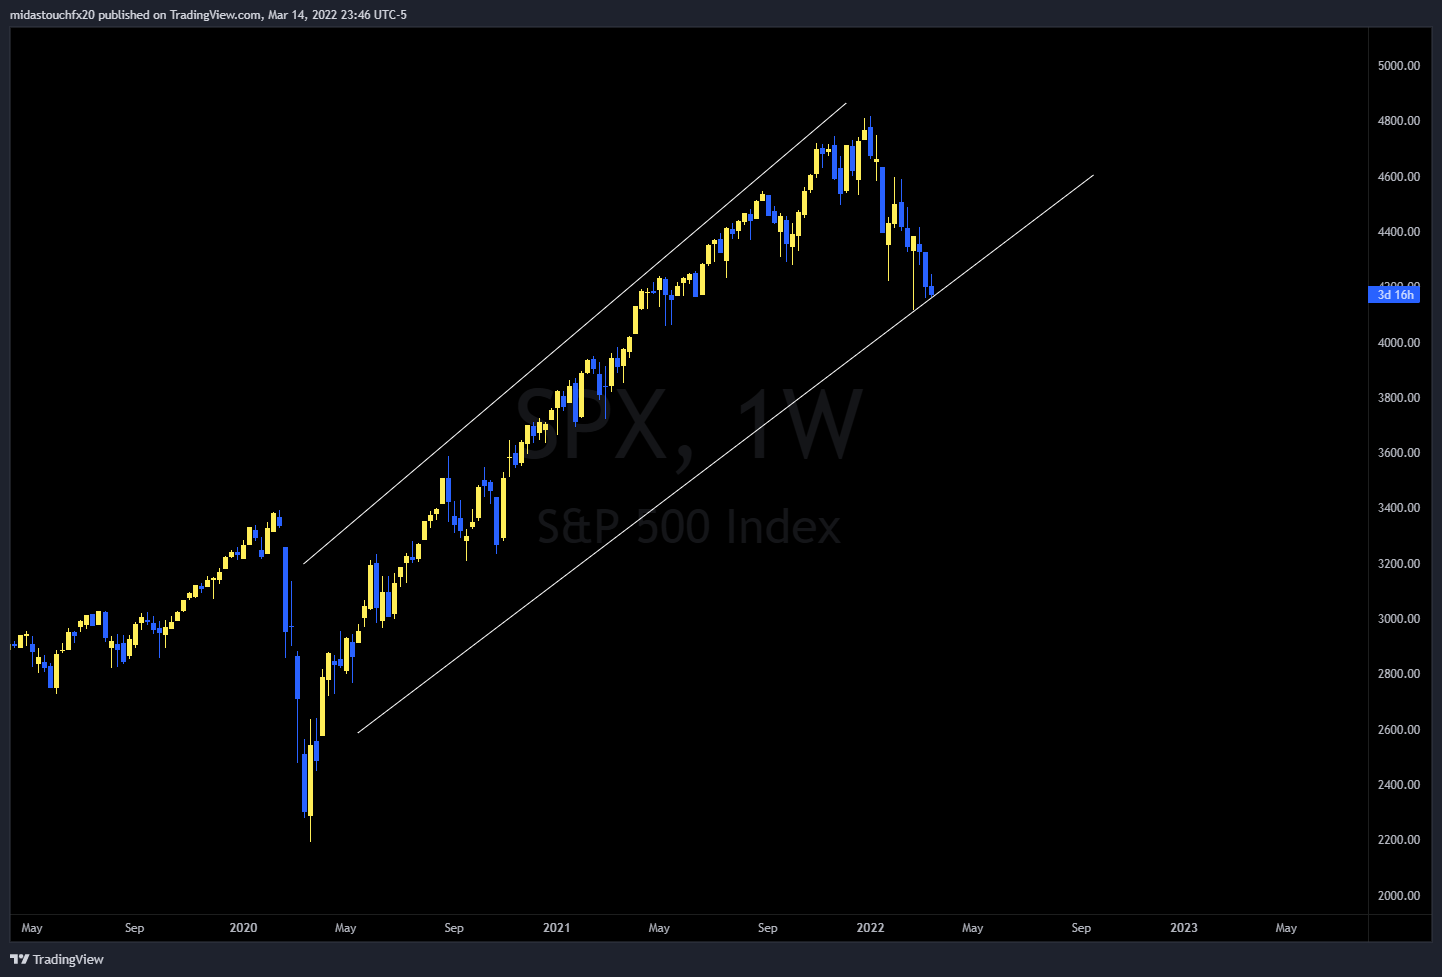 midastouchfx20 published on TradingView.com, Mar 14, 2022 23:46 UTC-5
5000.00
4800.00
4600.00
4400.00
4200.00
3d 16h
4000.00
3800.00
SPX, 1W
3600.00
S&P 500 Index
3400.00
3200.00
3000.00
2800.00
2600.00
2400.00
2200.00
2000.00
May Sep 2020 May Sep 2021 May Sep 2022 May Sep 2023 May
TradingView